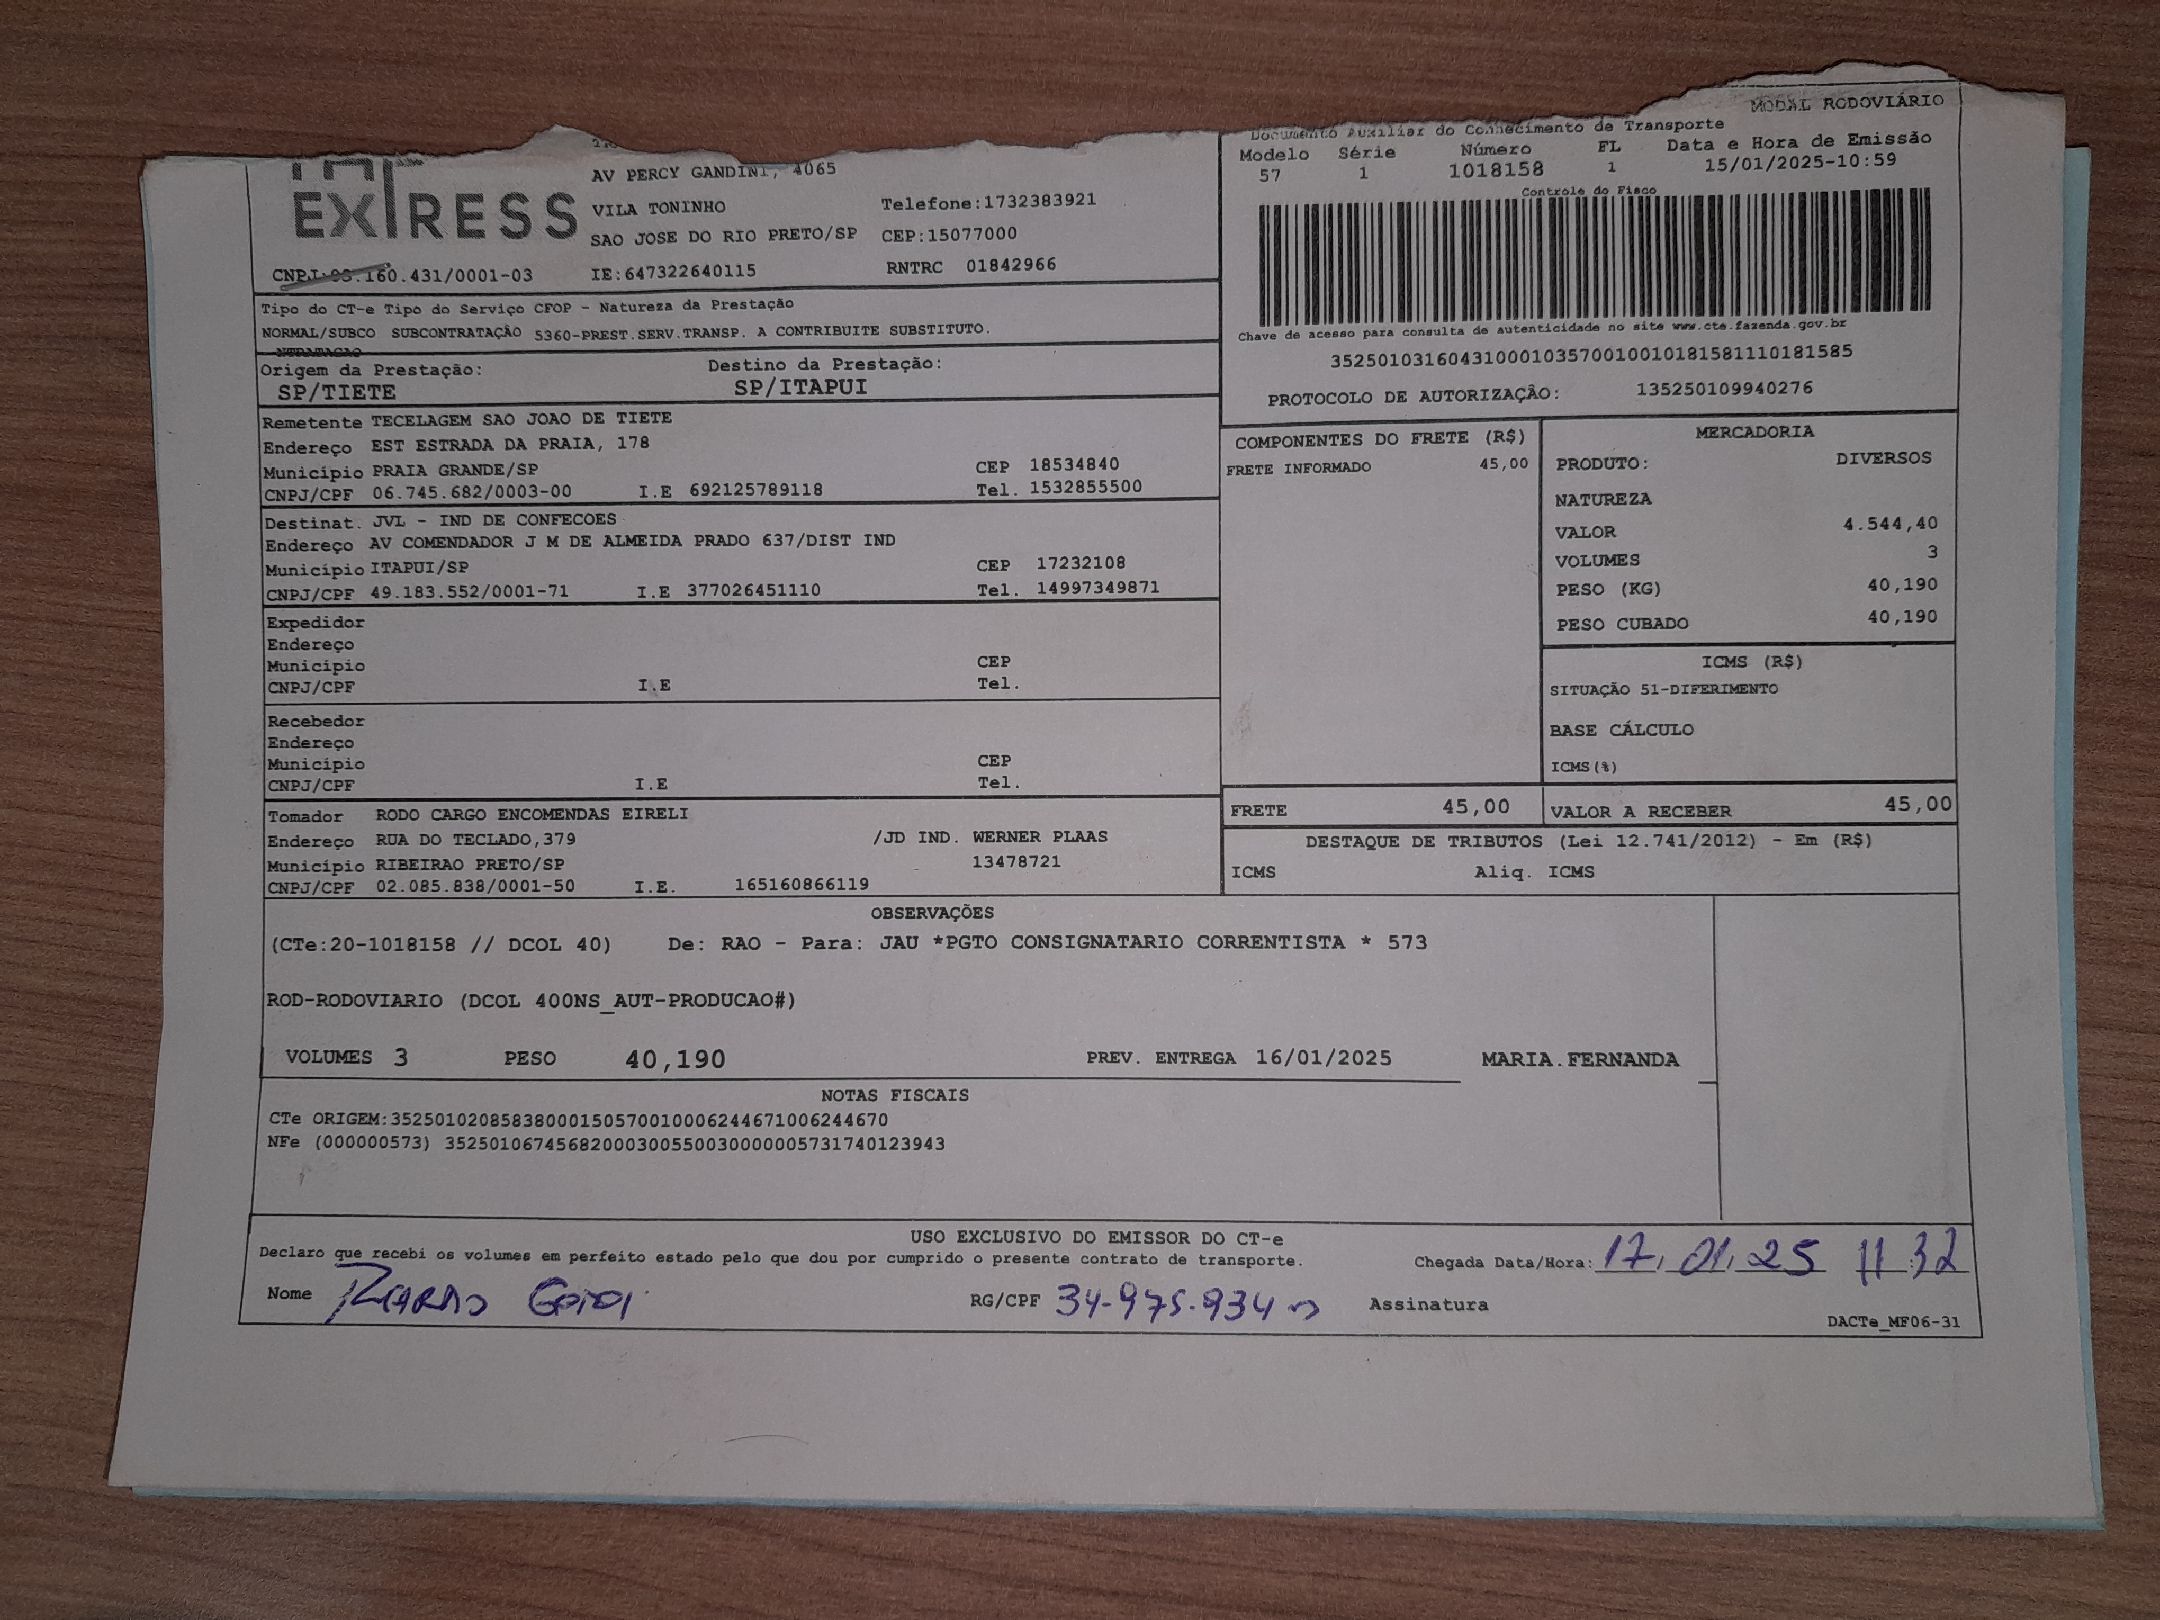 MODAL RODOVIÁRIO
Documento Auxiliar do Conhecimento de Transporte
Modelo Série Número FL Data e Hora de Emissão
57 1 1018158 1 15/01/2025-10:59
Controle do Fisco
EXPRESS
AV PERCY GANDINI, 4065
VILA TONINHO Telefone:1732383921
SAO JOSE DO RIO PRETO/SP CEP:15077000
CNPJ:03.160.431/0001-03 IE:647322640115 RNTRC 01842966
Chave de acesso para consulta de autenticidade no site www.cte.fazenda.gov.br
35250103160431000103570010010181581110181585
PROTOCOLO DE AUTORIZAÇÃO: 135250109940276
Tipo do CT-e Tipo do Serviço CFOP - Natureza da Prestação
NORMAL/SUBCO SUBCONTRATAÇÃO 5360-PREST.SERV.TRANSP. A CONTRIBUITE SUBSTITUTO.
NTRATACAO
Origem da Prestação: Destino da Prestação:
SP/TIETE SP/ITAPUI
Remetente TECELAGEM SAO JOAO DE TIETE
Endereço EST ESTRADA DA PRAIA, 178
Município PRAIA GRANDE/SP CEP 18534840
CNPJ/CPF 06.745.682/0003-00 I.E 692125789118 Tel. 1532855500
Destinat. JVL - IND DE CONFECOES
Endereço AV COMENDADOR J M DE ALMEIDA PRADO 637/DIST IND
Município ITAPUI/SP CEP 17232108
CNPJ/CPF 49.183.552/0001-71 I.E 377026451110 Tel. 14997349871
Expedidor
Endereço
Município CEP
CNPJ/CPF I.E Tel.
Recebedor
Endereço
Município CEP
CNPJ/CPF I.E Tel.
Tomador RODO CARGO ENCOMENDAS EIRELI
Endereço RUA DO TECLADO,379 /JD IND. WERNER PLAAS
Município RIBEIRAO PRETO/SP 13478721
CNPJ/CPF 02.085.838/0001-50 I.E. 165160866119
COMPONENTES DO FRETE (R$)
FRETE INFORMADO 45,00
MERCADORIA
PRODUTO: DIVERSOS
NATUREZA
VALOR 4.544,40
VOLUMES 3
PESO (KG) 40,190
PESO CUBADO 40,190
ICMS (R$)
SITUAÇÃO 51-DIFERIMENTO
BASE CÁLCULO
ICMS(%)
FRETE 45,00 VALOR A RECEBER 45,00
DESTAQUE DE TRIBUTOS (Lei 12.741/2012) - Em (R$)
ICMS Aliq. ICMS
OBSERVAÇÕES
(CTe:20-1018158 // DCOL 40) De: RAO - Para: JAU *PGTO CONSIGNATARIO CORRENTISTA * 573
ROD-RODOVIARIO (DCOL 400NS_AUT-PRODUCAO#)
VOLUMES 3 PESO 40,190 PREV. ENTREGA 16/01/2025 MARIA.FERNANDA
NOTAS FISCAIS
CTe ORIGEM:35250102085838000150570010006244671006244670
NFe (000000573) 35250106745682000300550030000005731740123943
USO EXCLUSIVO DO EMISSOR DO CT-e
Declaro que recebi os volumes em perfeito estado pelo que dou por cumprido o presente contrato de transporte. Chegada Data/Hora: 17.01.25 11:32
Nome RG/CPF 34-975.934 Assinatura
DACTe_MF06-31